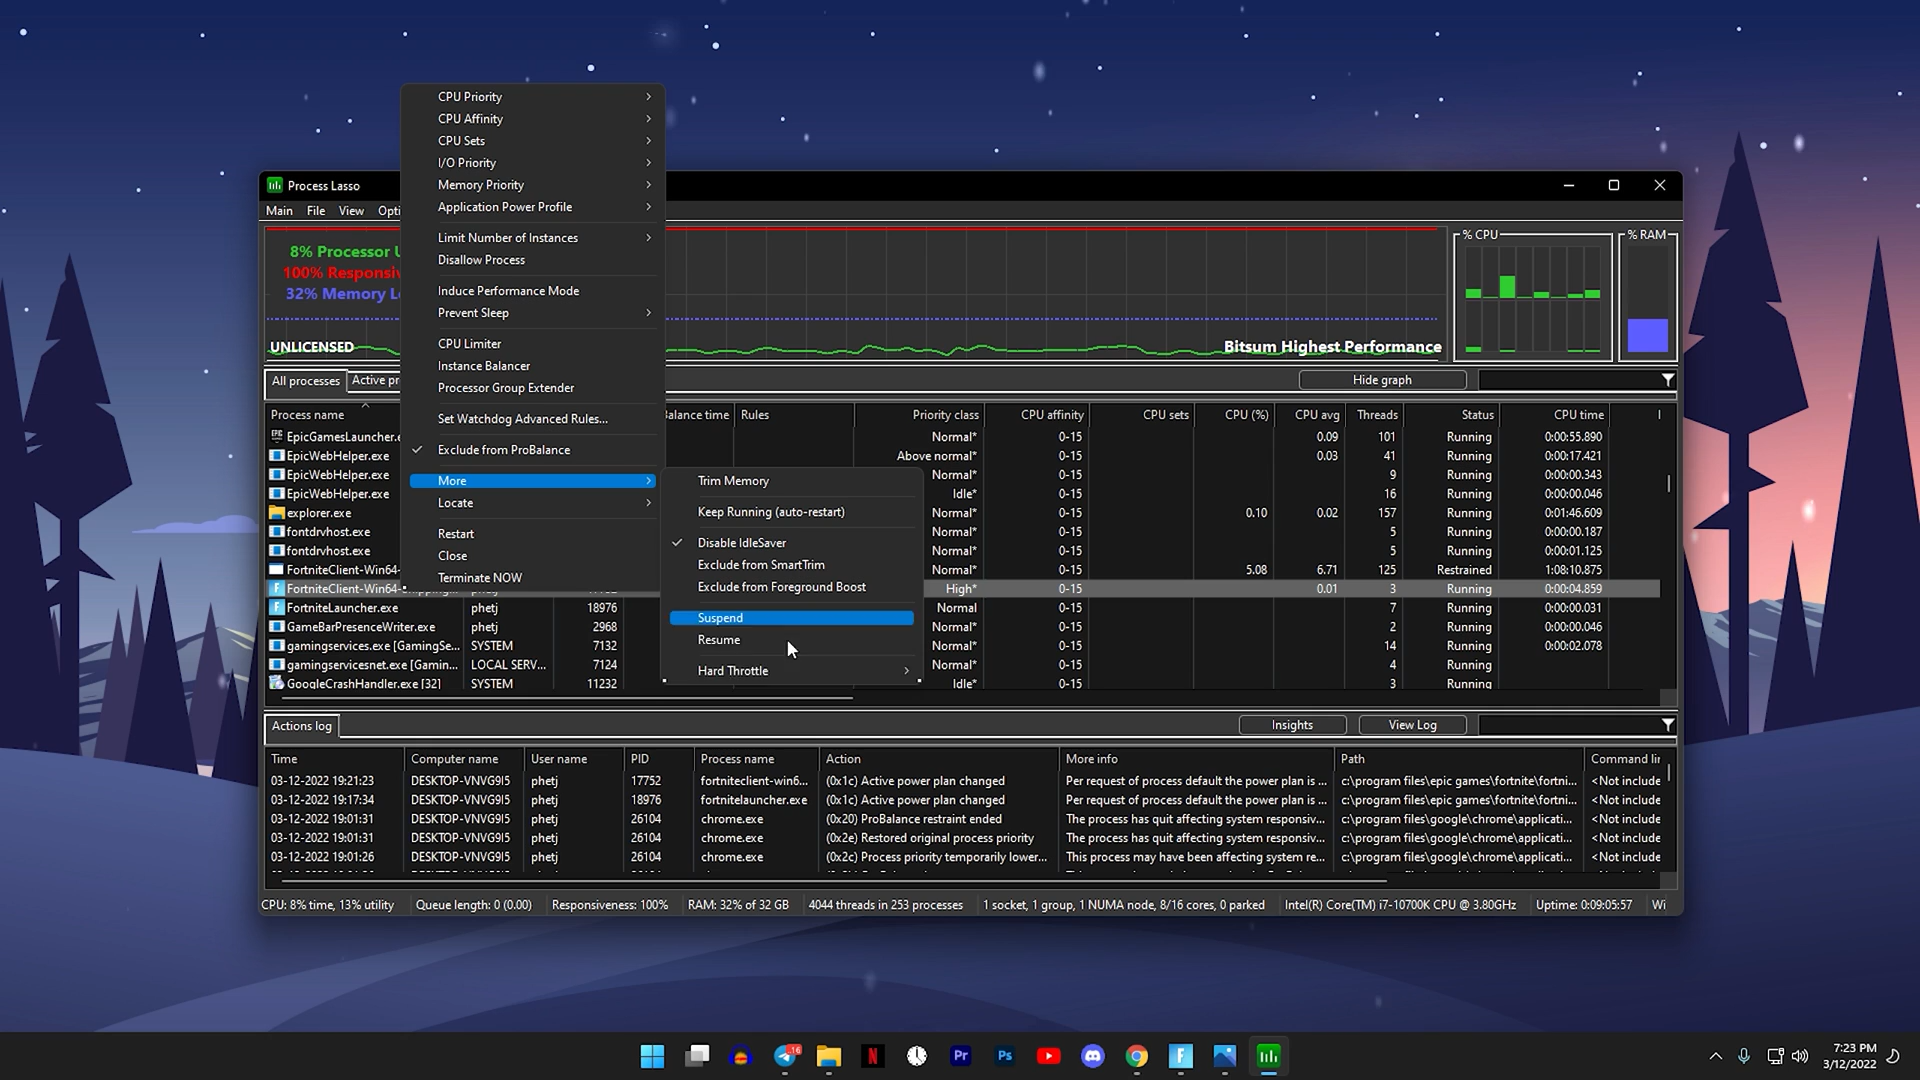 CPU Priority
CPU Affinity
CPU Sets
I/O Priority
Memory Priority
Application Power Profile
Limit Number of Instances
Disallow Process
Induce Performance Mode
Prevent Sleep
CPU Limiter
Instance Balancer
Processor Group Extender
Set Watchdog Advanced Rules...
Exclude from ProBalance
More
Locate
Restart
Close
Terminate NOW
Trim Memory
Keep Running (auto-restart)
Disable IdleSaver
Exclude from SmartTrim
Exclude from Foreground Boost
Suspend
Resume
Hard Throttle
Process Lasso
Main File View Opti
8% Processor U
100% Responsiv
32% Memory L
UNLICENSED
Bitsum Highest Performance
% CPU
% RAM
All processes Active pr
Hide graph
Process name alance time Rules Priority class CPU affinity CPU sets CPU (%) CPU avg Threads Status CPU time
EpicGamesLauncher.e Normal* 0-15 0.09 101 Running 0:00:55.890
EpicWebHelper.exe Above normal* 0-15 0.03 41 Running 0:00:17.421
EpicWebHelper.exe Normal* 0-15 9 Running 0:00:00.343
EpicWebHelper.exe Idle* 0-15 16 Running 0:00:00.046
explorer.exe Normal* 0-15 0.10 0.02 157 Running 0:01:46.609
fontdrvhost.exe Normal* 0-15 5 Running 0:00:00.187
fontdrvhost.exe Normal* 0-15 5 Running 0:00:01.125
FortniteClient-Win64- Normal* 0-15 5.08 6.71 125 Restrained 1:08:10.875
FortniteClient-Win64- High* 0-15 0.01 3 Running 0:00:04.859
FortniteLauncher.exe phetj 18976 Normal 0-15 7 Running 0:00:00.031
GameBarPresenceWriter.exe phetj 2968 Normal* 0-15 2 Running 0:00:00.046
gamingservices.exe [GamingSe... SYSTEM 7132 Normal* 0-15 14 Running 0:00:02.078
gamingservicesnet.exe [Gamin... LOCAL SERV... 7124 Normal* 0-15 4 Running
GoogleCrashHandler.exe [32] SYSTEM 11232 Idle* 0-15 3 Running
Actions log
Insights View Log
Time Computer name User name PID Process name Action More info Path Command lir
03-12-2022 19:21:23 DESKTOP-VNVG9I5 phetj 17752 fortniteclient-win6... (0x1c) Active power plan changed Per request of process default the power plan is ... c:\program files\epic games\fortnite\fortni... <Not include
03-12-2022 19:17:34 DESKTOP-VNVG9I5 phetj 18976 fortnitelauncher.exe (0x1c) Active power plan changed Per request of process default the power plan is ... c:\program files\epic games\fortnite\fortni... <Not include
03-12-2022 19:01:31 DESKTOP-VNVG9I5 phetj 26104 chrome.exe (0x20) ProBalance restraint ended The process has quit affecting system responsiv... c:\program files\google\chrome\applicati... <Not include
03-12-2022 19:01:31 DESKTOP-VNVG9I5 phetj 26104 chrome.exe (0x2e) Restored original process priority The process has quit affecting system responsiv... c:\program files\google\chrome\applicati... <Not include
03-12-2022 19:01:26 DESKTOP-VNVG9I5 phetj 26104 chrome.exe (0x2c) Process priority temporarily lower... This process may have been affecting system re... c:\program files\google\chrome\applicati... <Not include
CPU: 8% time, 13% utility Queue length: 0 (0.00) Responsiveness: 100% RAM: 32% of 32 GB 4044 threads in 253 processes 1 socket, 1 group, 1 NUMA node, 8/16 cores, 0 parked Intel(R) Core(TM) i7-10700K CPU @ 3.80GHz Uptime: 0:09:05:57 Wi
16
N
Pr
Ps
F
7:23 PM
3/12/2022